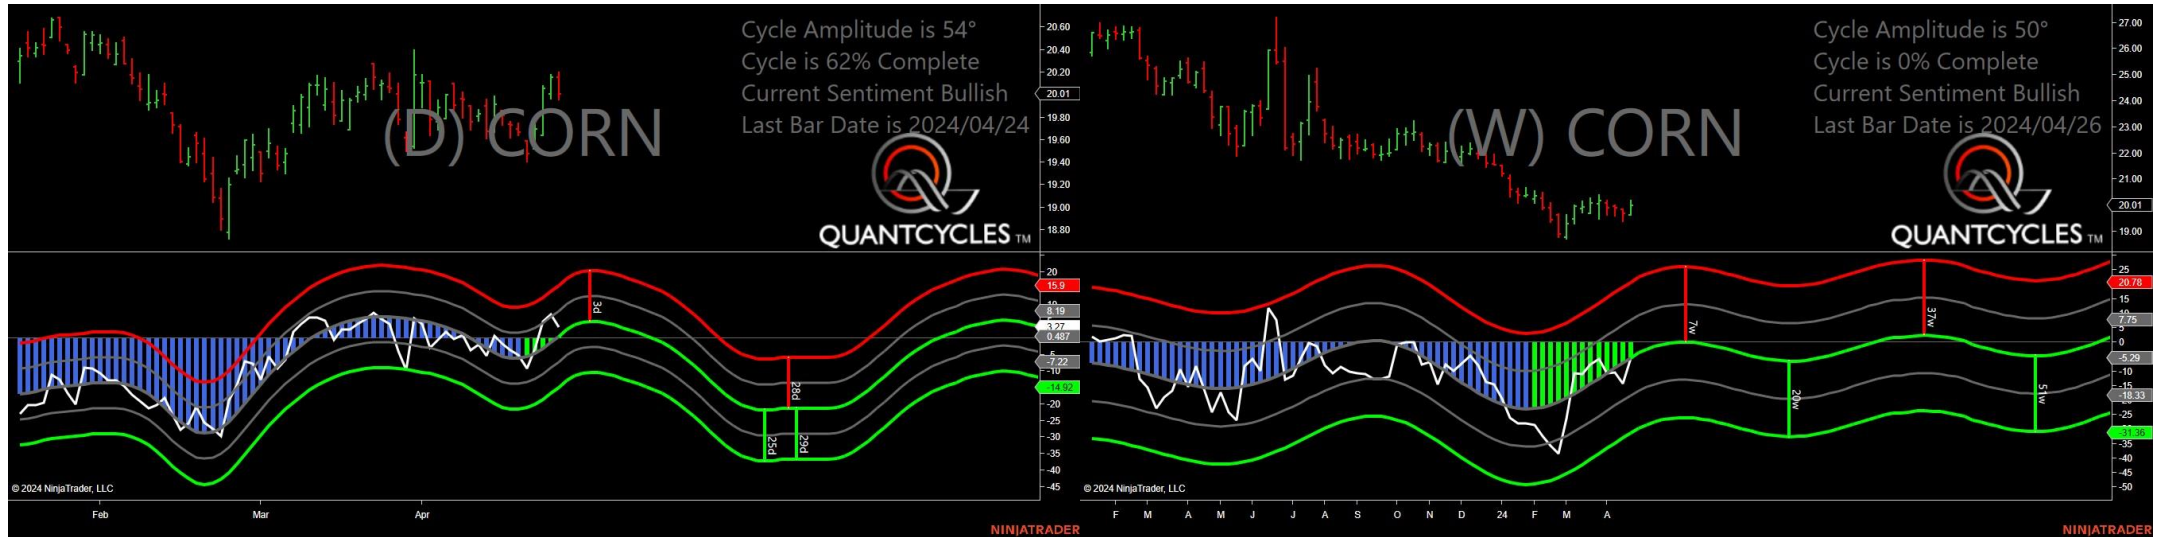 Cycle Amplitude is 54°
Cycle is 62% Complete
Current Sentiment Bullish
Last Bar Date is 2024/04/24
(D) CORN
QUANTCYCLES TM
20.60
20.40
20.20
20.01
19.80
19.60
19.40
19.20
19.00
18.80
20
15.9
8.19
3.27
0.487
-7.22
-10
-14.92
-20
-25
-30
-35
-40
-45
3d
28d
25d
29d
© 2024 NinjaTrader, LLC
Feb
Mar
Apr
NINJATRADER
Cycle Amplitude is 50°
Cycle is 0% Complete
Current Sentiment Bullish
Last Bar Date is 2024/04/26
(W) CORN
QUANTCYCLES TM
27.00
26.00
25.00
24.00
23.00
22.00
21.00
20.01
19.00
25
20.78
15
7.75
5
0
-5.29
-10
-15
-18.33
-25
-31.36
-35
-40
-45
-50
7w
37w
20w
51w
© 2024 NinjaTrader, LLC
F
M
A
M
J
J
A
S
O
N
D
24
F
M
A
NINJATRADER